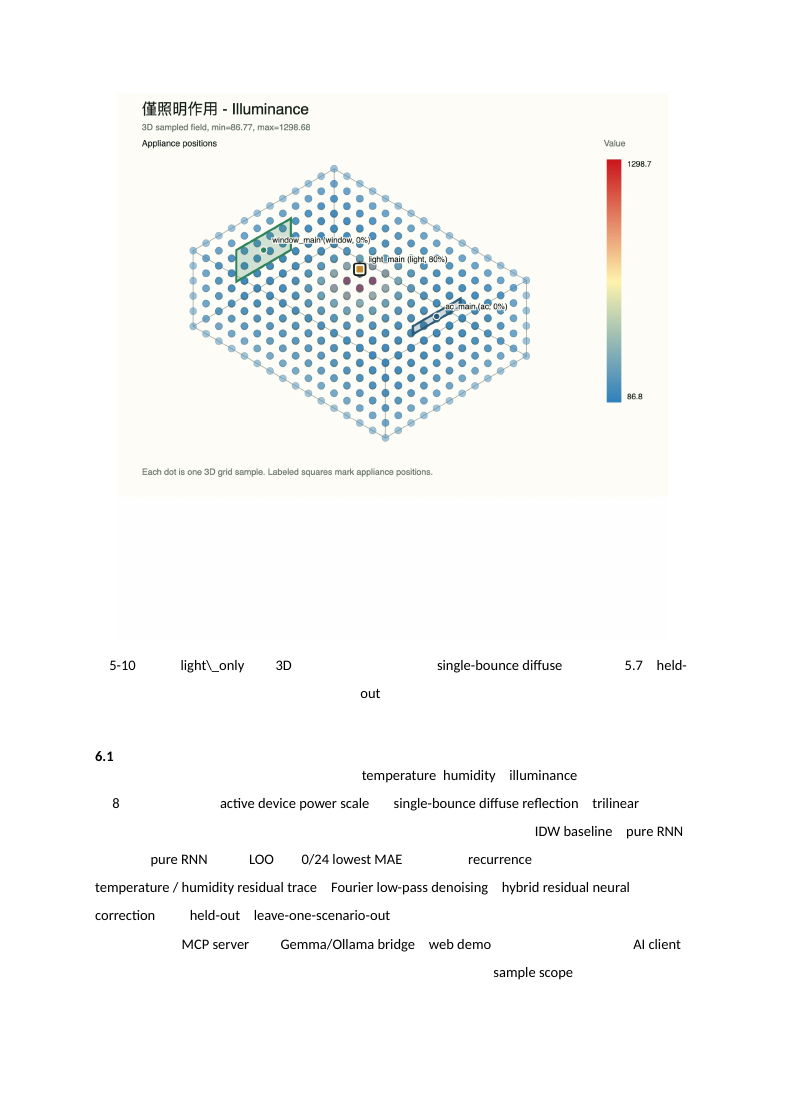 僅照明作用 - Illuminance
3D sampled field, min=86.77, max=1298.68
Appliance positions
Value
1298.7
window_main (window, 0%)
light_main (light, 80%)
ac_main (ac, 0%)
86.8
Each dot is one 3D grid sample. Labeled squares mark appliance positions.
5-10 light\_only 3D single-bounce diffuse 5.7 held-
out
6.1
temperature humidity illuminance
8 active device power scale single-bounce diffuse reflection trilinear
IDW baseline pure RNN
pure RNN LOO 0/24 lowest MAE recurrence
temperature / humidity residual trace Fourier low-pass denoising hybrid residual neural
correction held-out leave-one-scenario-out
MCP server Gemma/Ollama bridge web demo AI client
sample scope